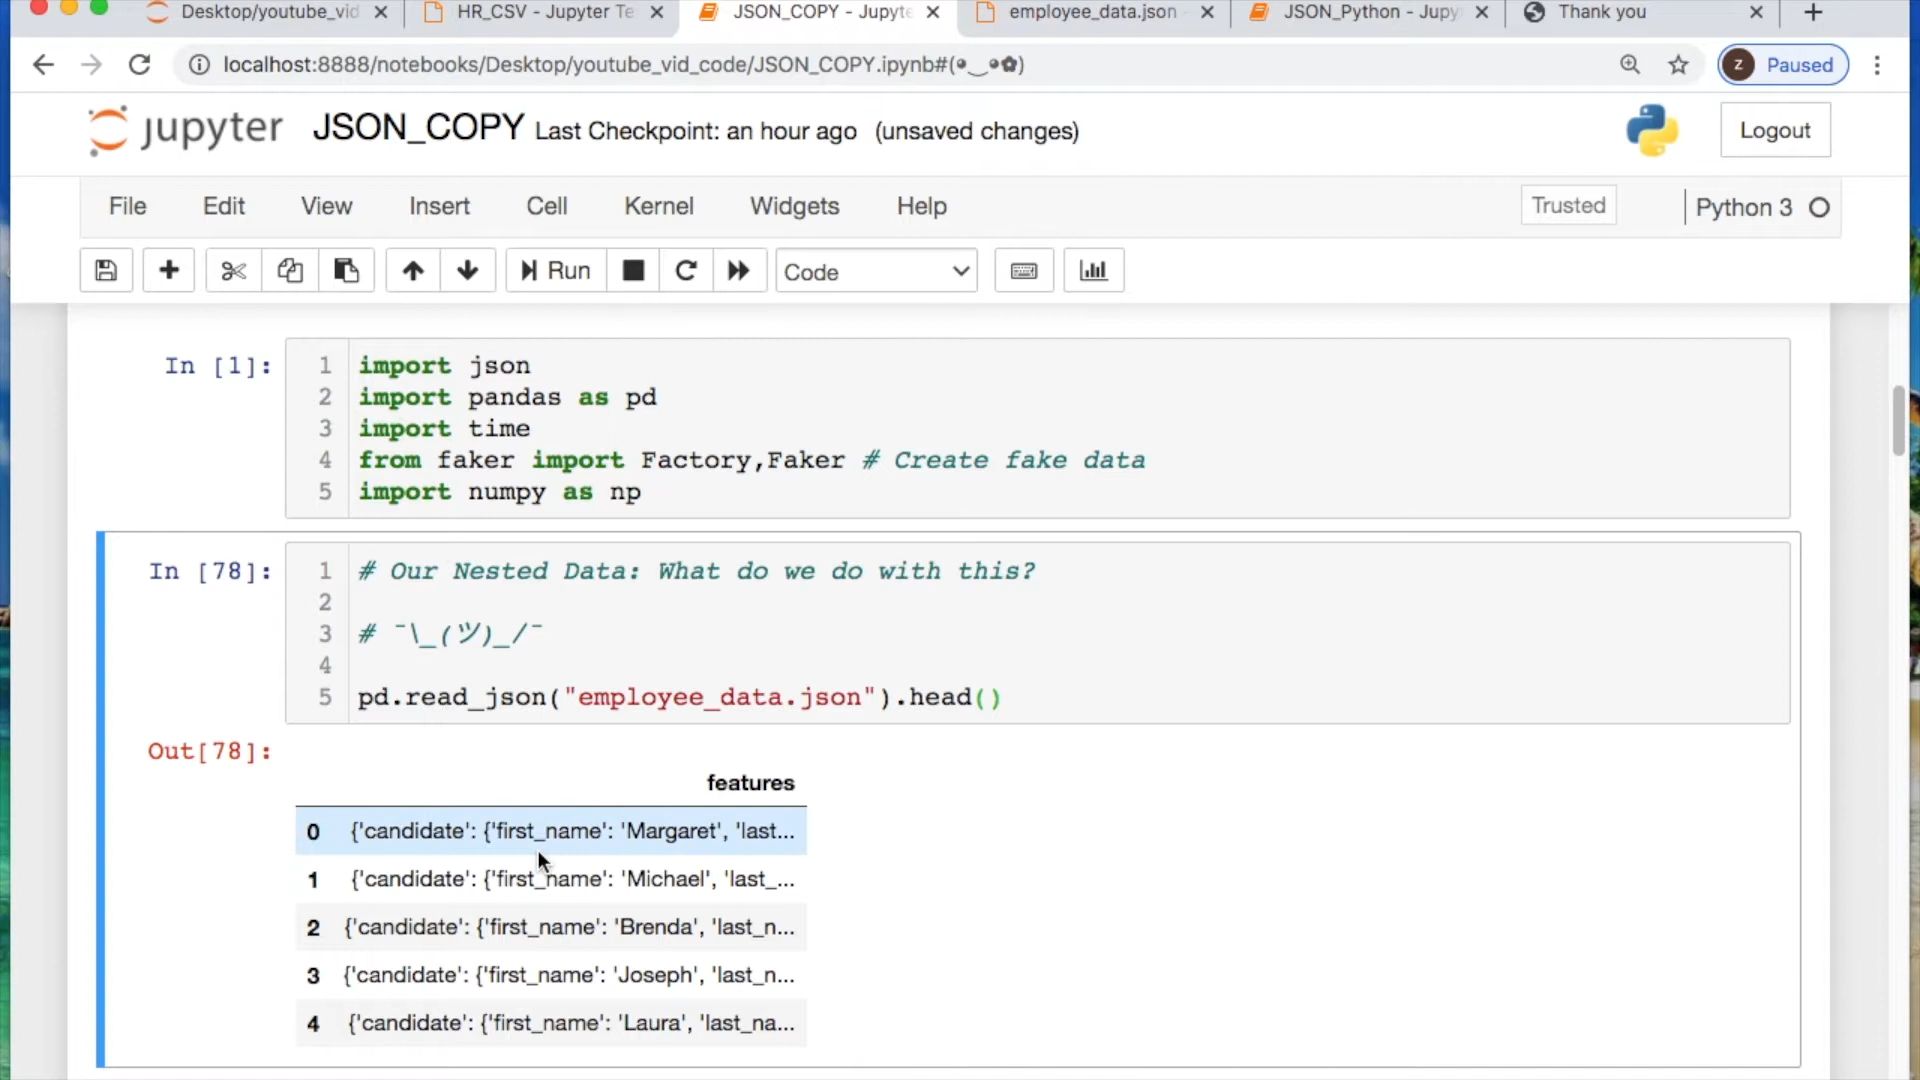 Desktop/youtube_vid
HR_CSV - Jupyter Te
JSON_COPY - Jupyte
employee_data.json
JSON_Python - Jupy
Thank you
localhost:8888/notebooks/Desktop/youtube_vid_code/JSON_COPY.ipynb#(◕‿◕✿)
z Paused
jupyter JSON_COPY Last Checkpoint: an hour ago (unsaved changes)
Logout
File Edit View Insert Cell Kernel Widgets Help Trusted Python 3
Run Code
In [1]:
1 import json
2 import pandas as pd
3 import time
4 from faker import Factory,Faker # Create fake data
5 import numpy as np
In [78]:
1 # Our Nested Data: What do we do with this?
2
3 # ¯\_(ツ)_/¯
4
5 pd.read_json("employee_data.json").head()
Out[78]:
features
0 {'candidate': {'first_name': 'Margaret', 'last...
1 {'candidate': {'first_name': 'Michael', 'last_...
2 {'candidate': {'first_name': 'Brenda', 'last_n...
3 {'candidate': {'first_name': 'Joseph', 'last_n...
4 {'candidate': {'first_name': 'Laura', 'last_na...